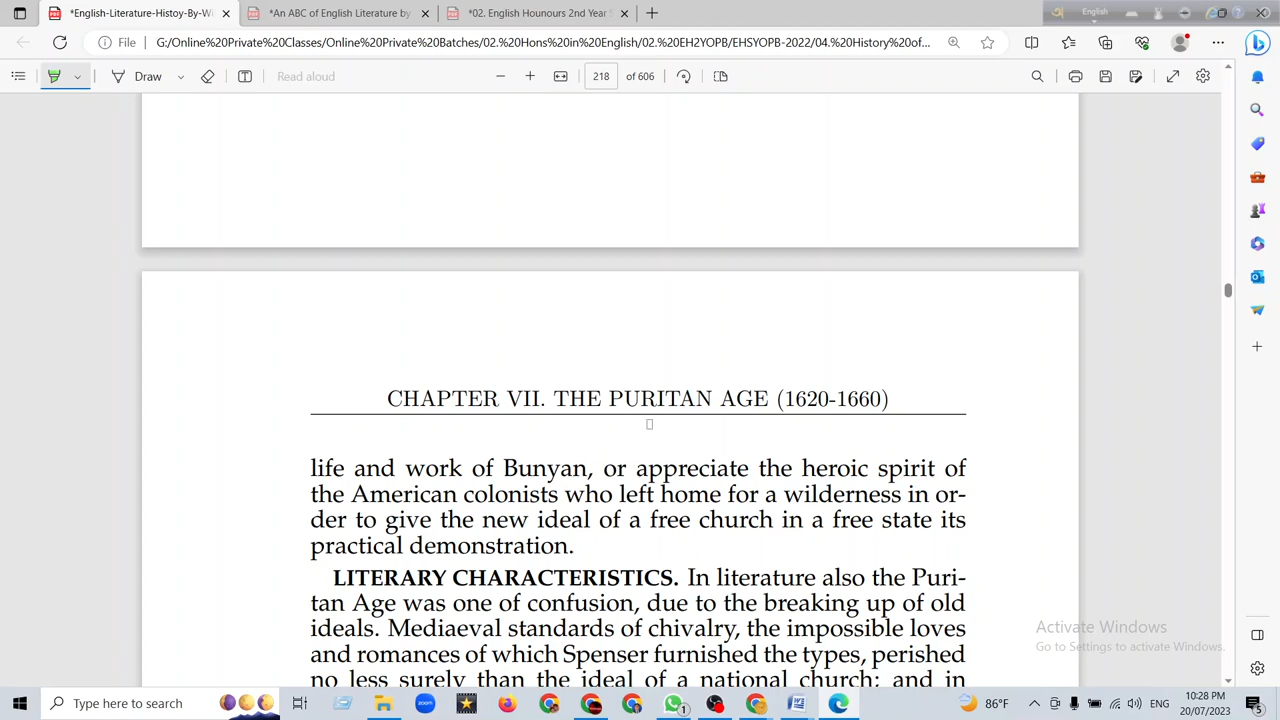 *English-Literature-Histoy-By-Wi
*An ABC of English Literature by
*02. English Hounours 2nd Year
English
File
G:/Online%20Private%20Classes/Online%20Private%20Batches/02.%20Hons%20in%20English/02.%20EH2YOPB/EHSYOPB-2022/04.%20History%20of...
Draw
Read aloud
218 of 606
CHAPTER VII. THE PURITAN AGE (1620-1660)
life and work of Bunyan, or appreciate the heroic spirit of
the American colonists who left home for a wilderness in or-
der to give the new ideal of a free church in a free state its
practical demonstration.
LITERARY CHARACTERISTICS. In literature also the Puri-
tan Age was one of confusion, due to the breaking up of old
ideals. Mediaeval standards of chivalry, the impossible loves
and romances of which Spenser furnished the types, perished
no less surely than the ideal of a national church; and in
Activate Windows
Go to Settings to activate Windows.
Type here to search
1
86°F
ENG
10:28 PM
20/07/2023
5